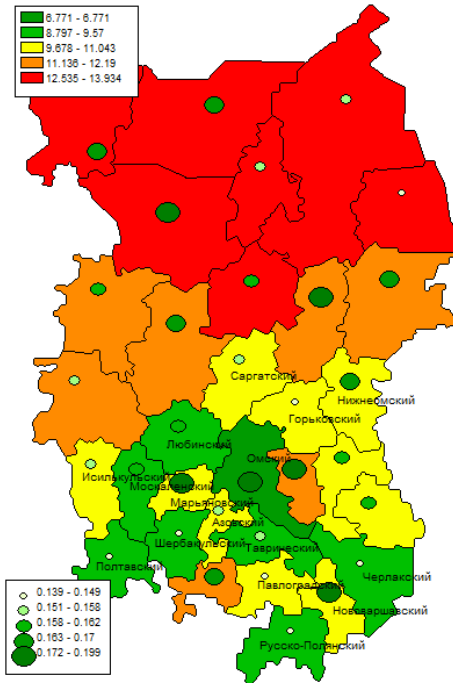 6.771 - 6.771
8.797 - 9.57
9.678 - 11.043
11.136 - 12.19
12.535 - 13.934
Саргатский
Нижнеомский
Горьковский
Любинский
Омский
Исилькульский
Москаленский
Марьяновский
Азовский
Шербакульский
Таврический
Полтавский
Черлакский
Павлоградский
Нововаршавский
Русско-Полянский
0.139 - 0.149
0.151 - 0.158
0.158 - 0.162
0.163 - 0.17
0.172 - 0.199